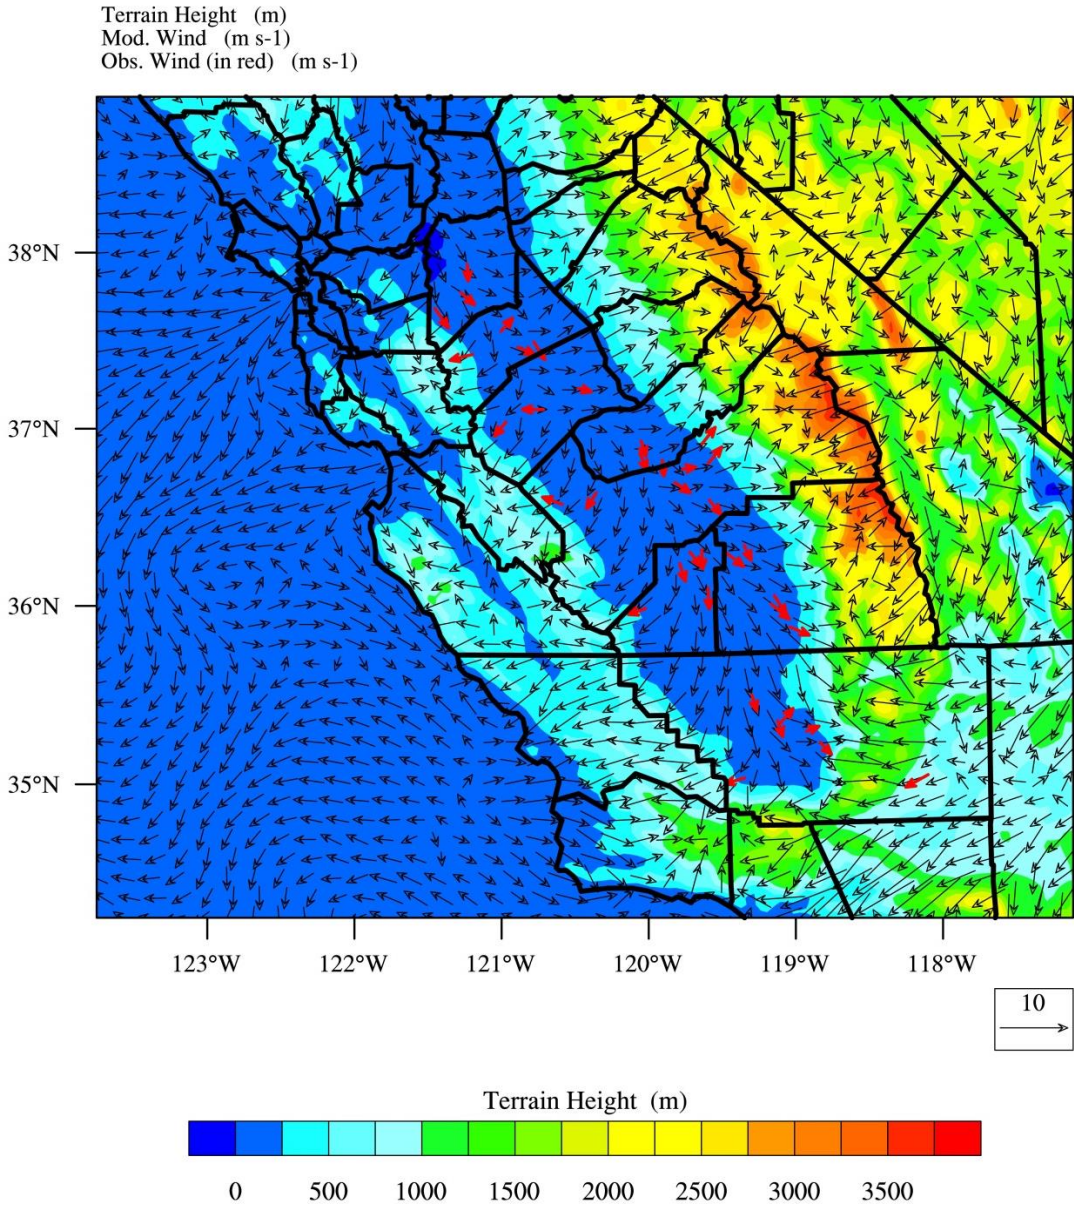 Terrain Height (m)
Mod. Wind (m s-1)
Obs. Wind (in red) (m s-1)
38°N
37°N
36°N
35°N
123°W 122°W 121°W 120°W 119°W 118°W
10
Terrain Height (m)
0 500 1000 1500 2000 2500 3000 3500